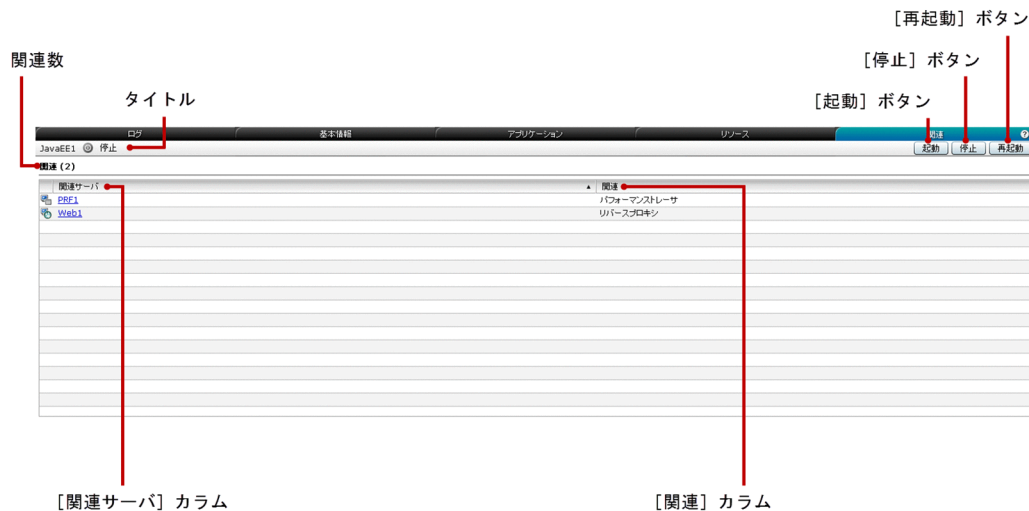 ［再起動］ボタン
関連数
［停止］ボタン
タイトル
［起動］ボタン
ログ 基本情報 アプリケーション リソース 関連 ?
JavaEE1 停止 起動 停止 再起動
関連 (2)
関連サーバ ▲ 関連
PRF1 パフォーマンストレーサ
Web1 リバースプロキシ
［関連サーバ］カラム ［関連］カラム